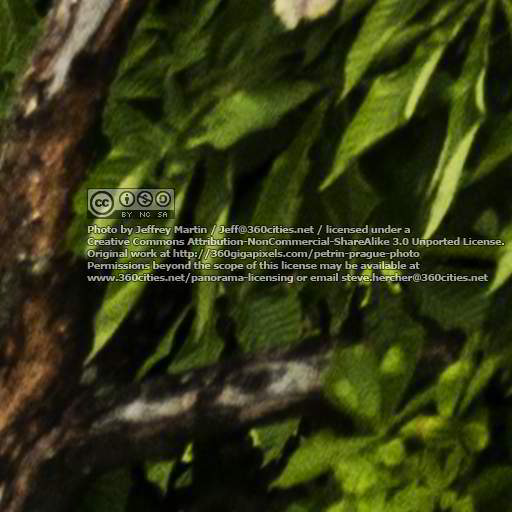 cc
BY NC SA
Photo by Jeffrey Martin / Jeff@360cities.net / licensed under a
Creative Commons Attribution-NonCommercial-ShareAlike 3.0 Unported License.
Original work at http://360gigapixels.com/petrin-prague-photo
Permissions beyond the scope of this license may be available at
www.360cities.net/panorama-licensing or email steve.hercher@360cities.net